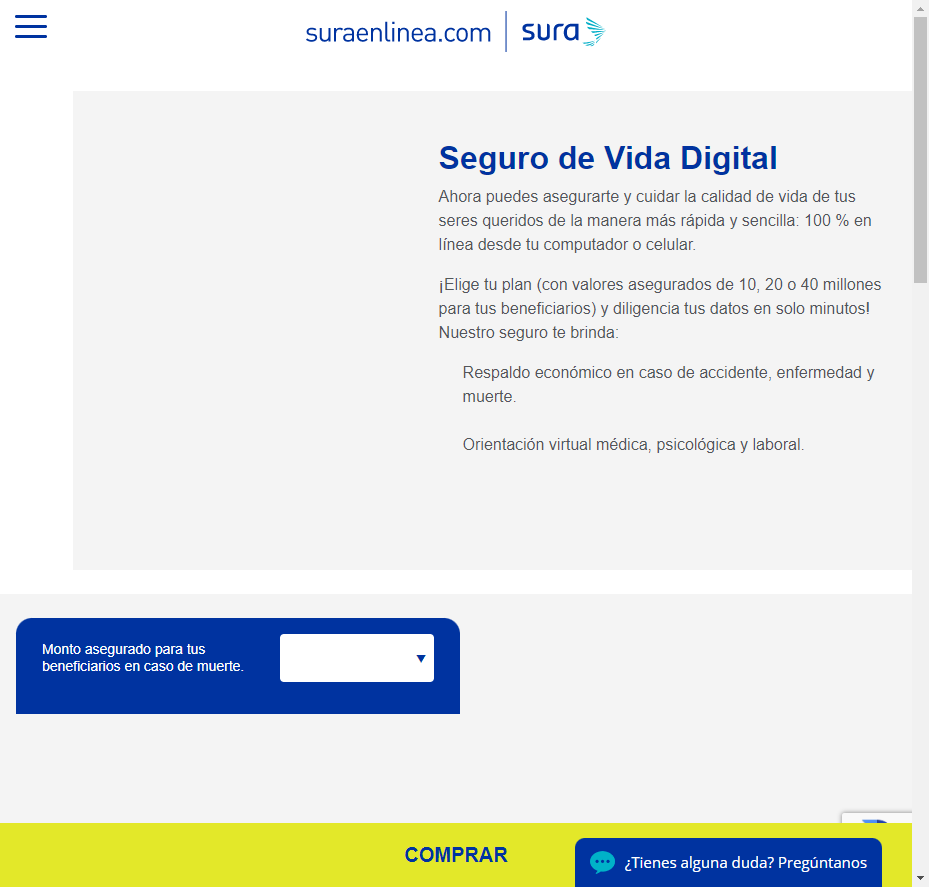 suraenlinea.com
sura
Seguro de Vida Digital
Ahora puedes asegurarte y cuidar la calidad de vida de tus
seres queridos de la manera más rápida y sencilla: 100 % en
línea desde tu computador o celular.
¡Elige tu plan (con valores asegurados de 10, 20 o 40 millones
para tus beneficiarios) y diligencia tus datos en solo minutos!
Nuestro seguro te brinda:
Respaldo económico en caso de accidente, enfermedad y
muerte.
Orientación virtual médica, psicológica y laboral.
Monto asegurado para tus
beneficiarios en caso de muerte.
COMPRAR
¿Tienes alguna duda? Pregúntanos